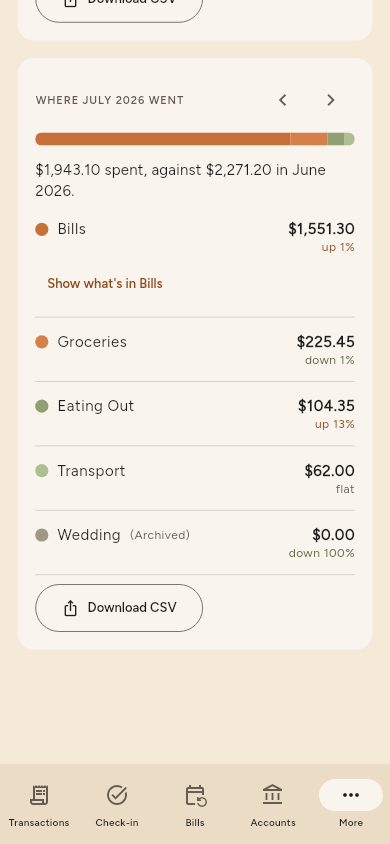 Download CSV
WHERE JULY 2026 WENT
$1,943.10 spent, against $2,271.20 in June
2026.
Bills $1,551.30
up 1%
Show what's in Bills
Groceries $225.45
down 1%
Eating Out $104.35
up 13%
Transport $62.00
flat
Wedding (Archived) $0.00
down 100%
Download CSV
Transactions Check-in Bills Accounts More